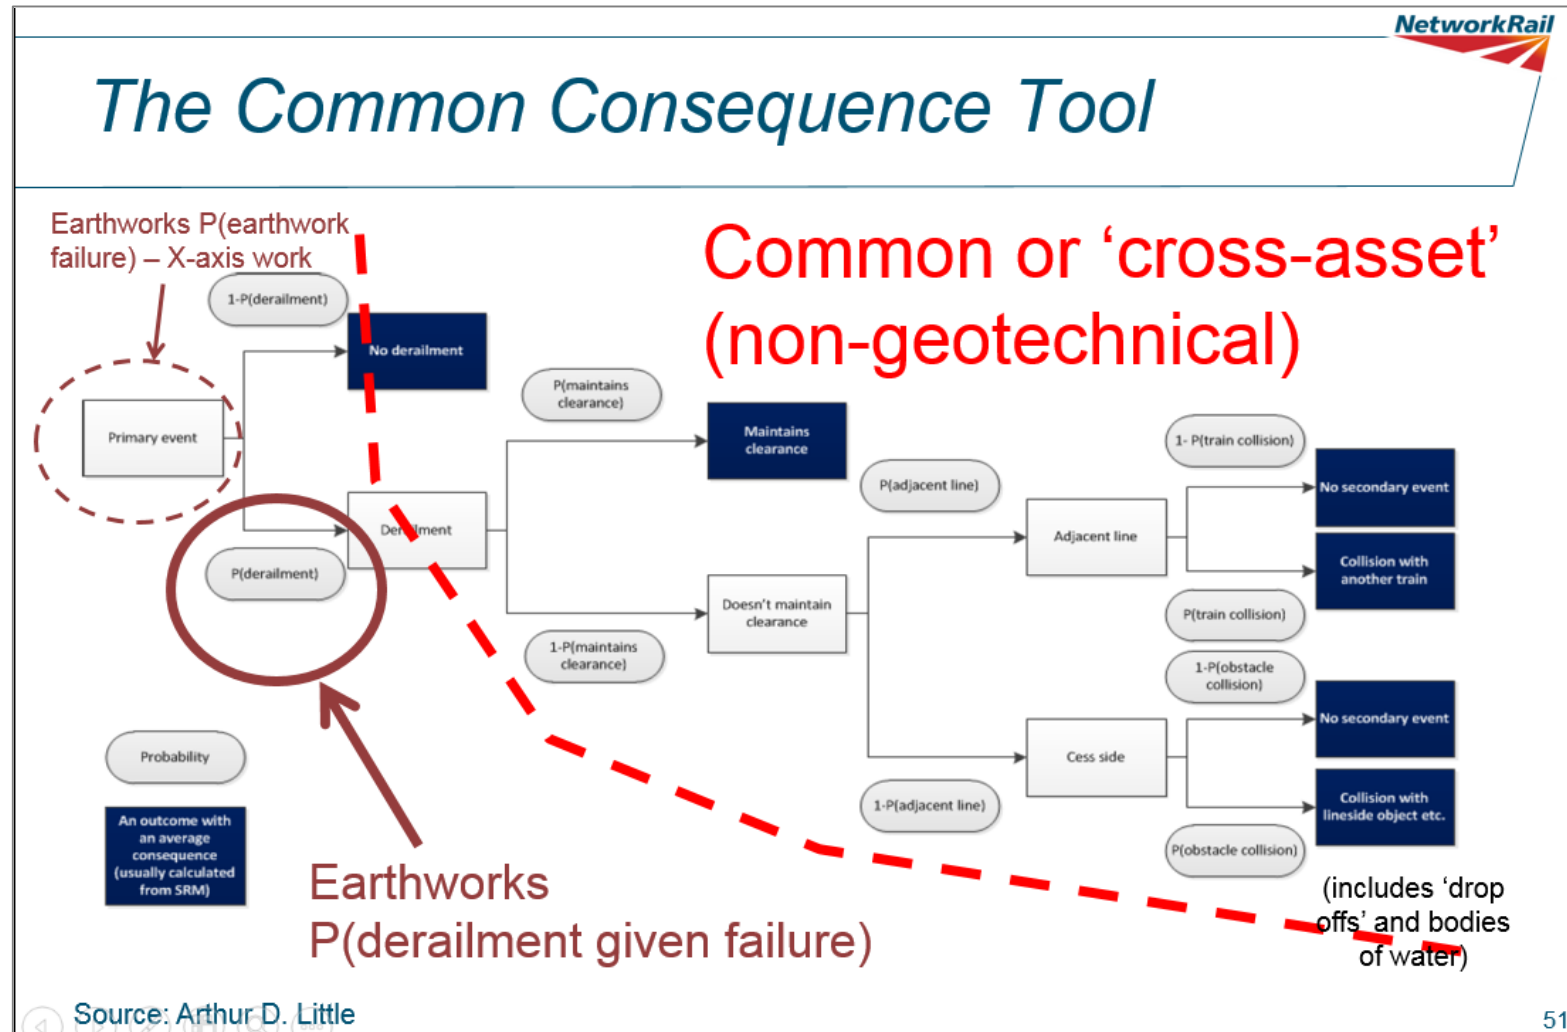 NetworkRail
The Common Consequence Tool
Earthworks P(earthwork
failure) – X-axis work
Common or ‘cross-asset’
(non-geotechnical)
1-P(derailment)
No derailment
Primary event
P(maintains
clearance)
Maintains
clearance
1- P(train collision)
No secondary event
P(adjacent line)
Derailment
Adjacent line
Collision with
another train
P(derailment)
Doesn't maintain
clearance
P(train collision)
1-P(maintains
clearance)
1-P(obstacle
collision)
No secondary event
Probability
Cess side
1-P(adjacent line)
Collision with
lineside object etc.
P(obstacle collision)
An outcome with
an average
consequence
(usually calculated
from SRM)
Earthworks
P(derailment given failure)
(includes ‘drop
offs’ and bodies
of water)
Source: Arthur D. Little
51